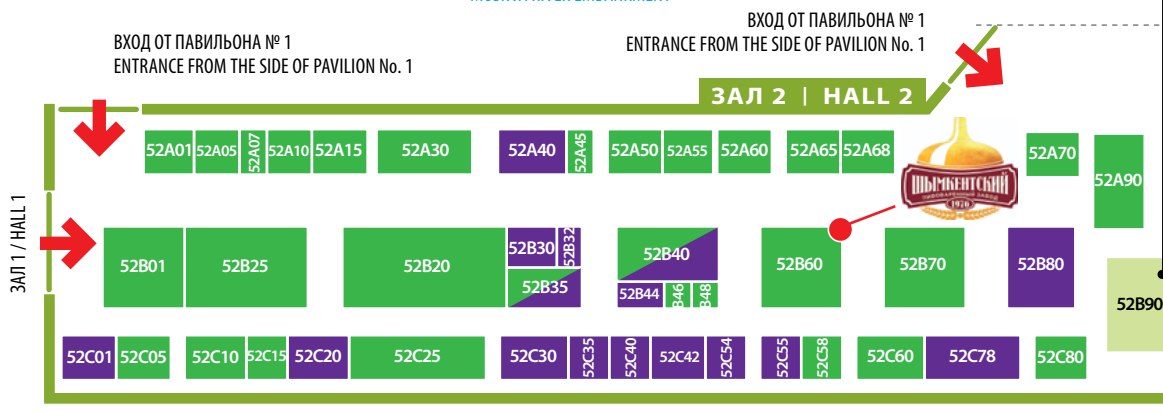 ВХОД ОТ ПАВИЛЬОНА № 1
ENTRANCE FROM THE SIDE OF PAVILION No. 1
ВХОД ОТ ПАВИЛЬОНА № 1
ENTRANCE FROM THE SIDE OF PAVILION No. 1
ЗАЛ 2 | HALL 2
52A01 52A05 52A07 52A10 52A15 52A30 52A40 52A45 52A50 52A55 52A60 52A65 52A68 52A70 52A90
ШЫМКЕНТСКИЙ
ПИВОВАРЕННЫЙ ЗАВОД
1970
ЗАЛ 1 / HALL 1
52B01 52B25 52B20 52B30 52B32 52B35 52B40 52B44 B46 B48 52B60 52B70 52B80 52B90
52C01 52C05 52C10 52C15 52C20 52C25 52C30 52C35 52C40 52C42 52C54 52C55 52C58 52C60 52C78 52C80